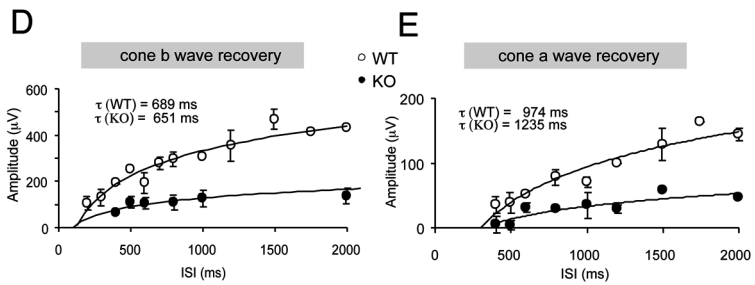 D
cone b wave recovery
WT
KO
τ (WT) = 689 ms
τ (KO) = 651 ms
Amplitude (µV)
600
400
200
0
0
500
1000
1500
2000
ISI (ms)
E
cone a wave recovery
τ (WT) = 974 ms
τ (KO) = 1235 ms
Amplitude (µV)
200
100
0
0
500
1000
1500
2000
ISI (ms)